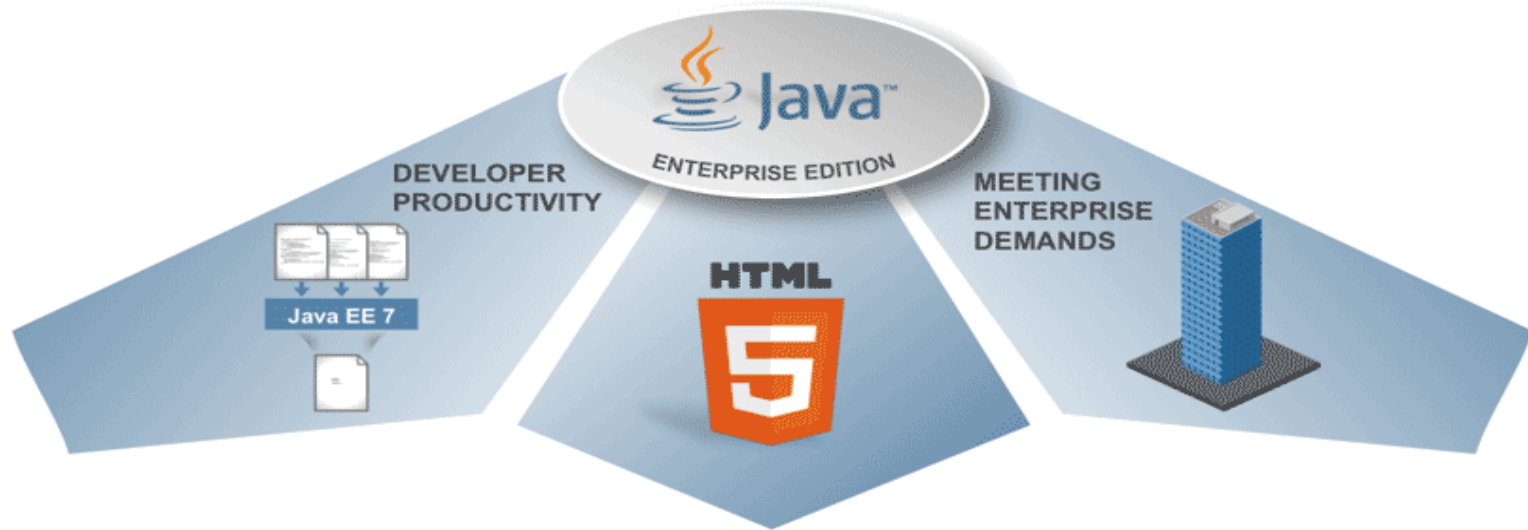 Java™
ENTERPRISE EDITION
DEVELOPER
PRODUCTIVITY
Java EE 7
HTML
5
MEETING
ENTERPRISE
DEMANDS